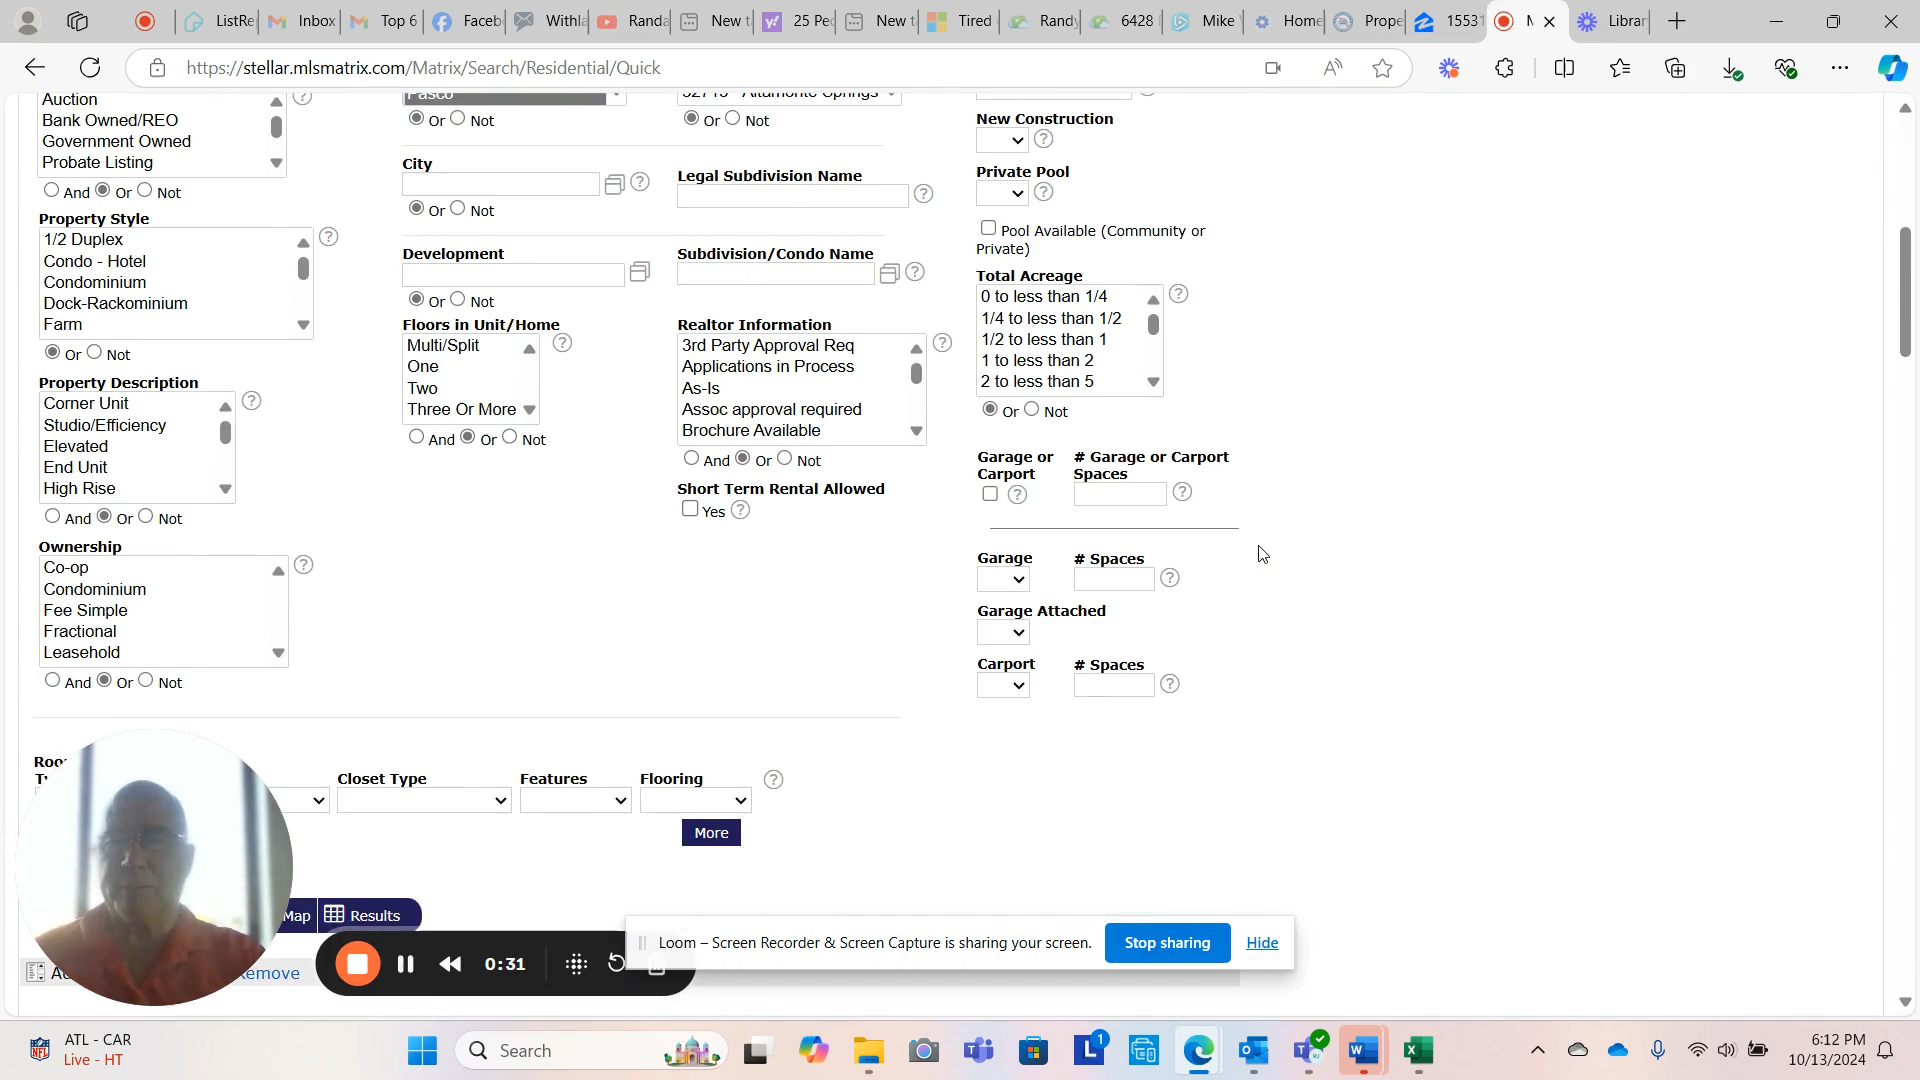 ListRe
Inbox
Top 6
Faceb
Withla
Randa
New t
25 Pec
New t
Tired
Randy
6428
Mike
Home
Prope
15531
Librar
https://stellar.mlsmatrix.com/Matrix/Search/Residential/Quick
Auction
Bank Owned/REO
Government Owned
Probate Listing
And Or Not
Property Style
1/2 Duplex
Condo - Hotel
Condominium
Dock-Rackominium
Farm
Or Not
Property Description
Corner Unit
Studio/Efficiency
Elevated
End Unit
High Rise
And Or Not
Ownership
Co-op
Condominium
Fee Simple
Fractional
Leasehold
And Or Not
Pasco
Or Not
City
Or Not
Development
Or Not
Floors in Unit/Home
Multi/Split
One
Two
Three Or More
And Or Not
32715 - Altamonte Springs
Or Not
Legal Subdivision Name
Subdivision/Condo Name
Realtor Information
3rd Party Approval Req
Applications in Process
As-Is
Assoc approval required
Brochure Available
And Or Not
Short Term Rental Allowed
Yes
New Construction
Private Pool
Pool Available (Community or
Private)
Total Acreage
0 to less than 1/4
1/4 to less than 1/2
1/2 to less than 1
1 to less than 2
2 to less than 5
Or Not
Garage or
Carport
# Garage or Carport
Spaces
Garage
# Spaces
Garage Attached
Carport
# Spaces
Closet Type
Features
Flooring
More
Map
Results
0:31
Loom – Screen Recorder & Screen Capture is sharing your screen.
Stop sharing
Hide
ATL - CAR
Live - HT
Search
1
6:12 PM
10/13/2024